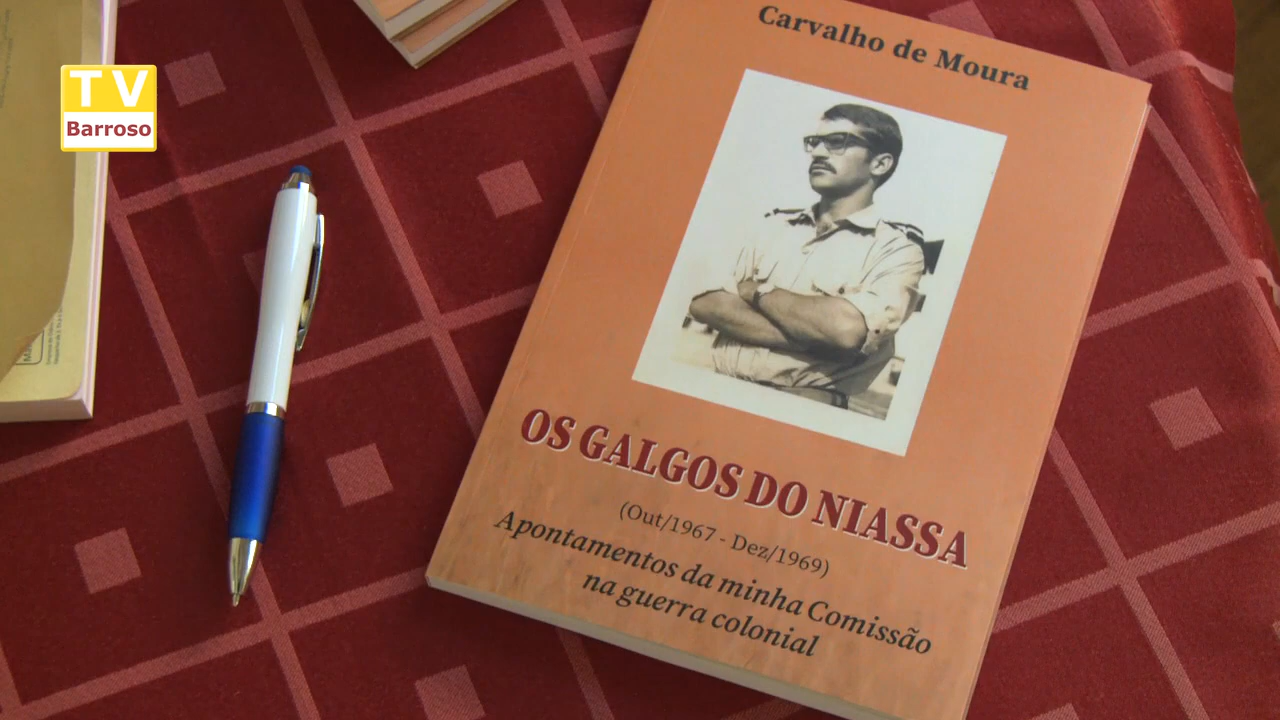 TV
Barroso
Carvalho de Moura
OS GALGOS DO NIASSA
(Out/1967 - Dez/1969)
Apontamentos da minha Comissão
na guerra colonial